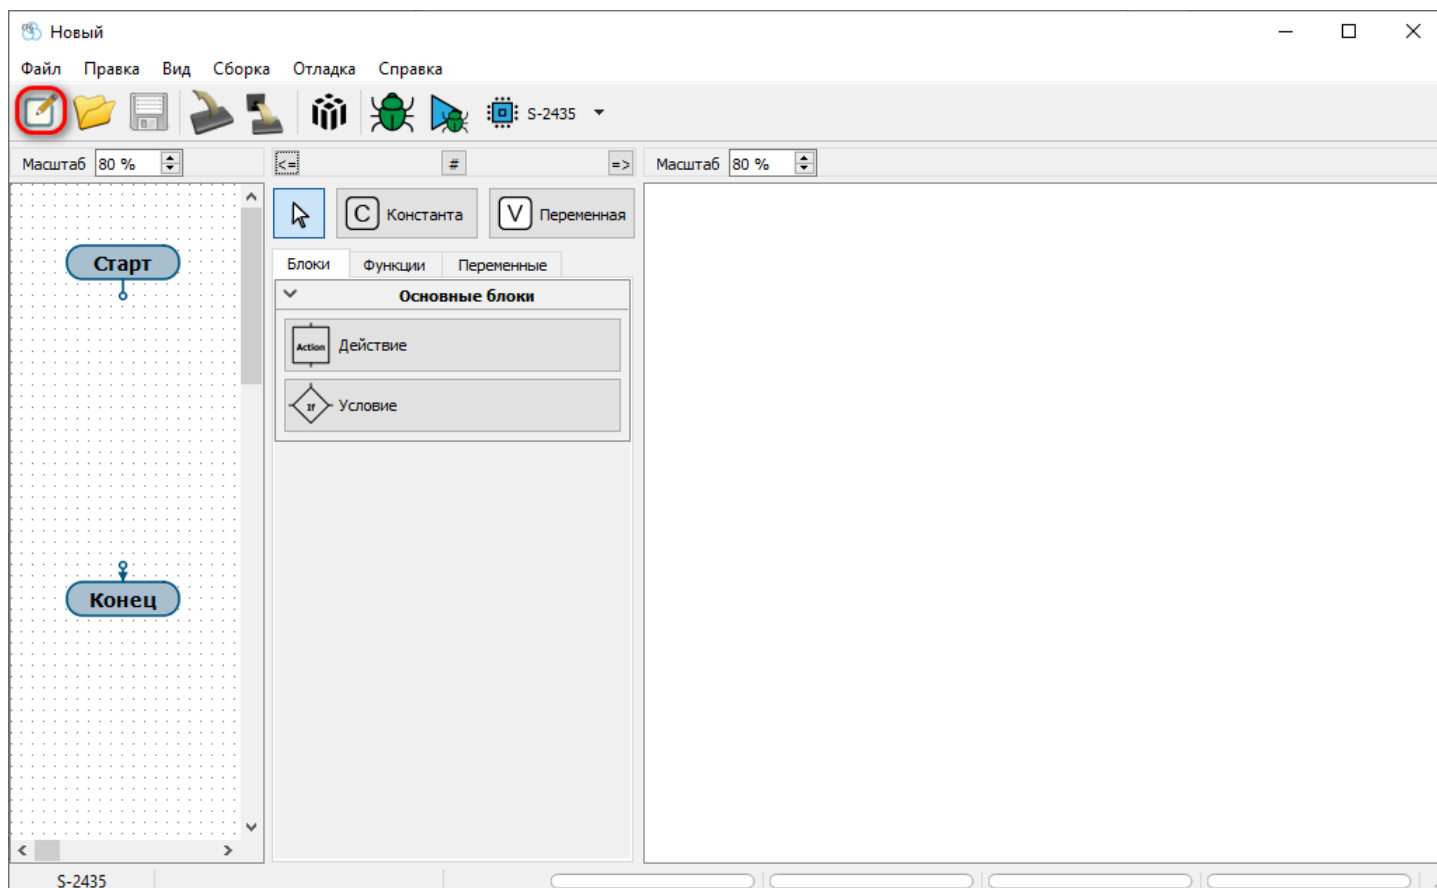 Новый
Файл Правка Вид Сборка Отладка Справка
S-2435
Масштаб 80 % <= # => Масштаб 80 %
C Константа V Переменная
Старт
Блоки Функции Переменные
Основные блоки
Action Действие
If Условие
Конец
S-2435